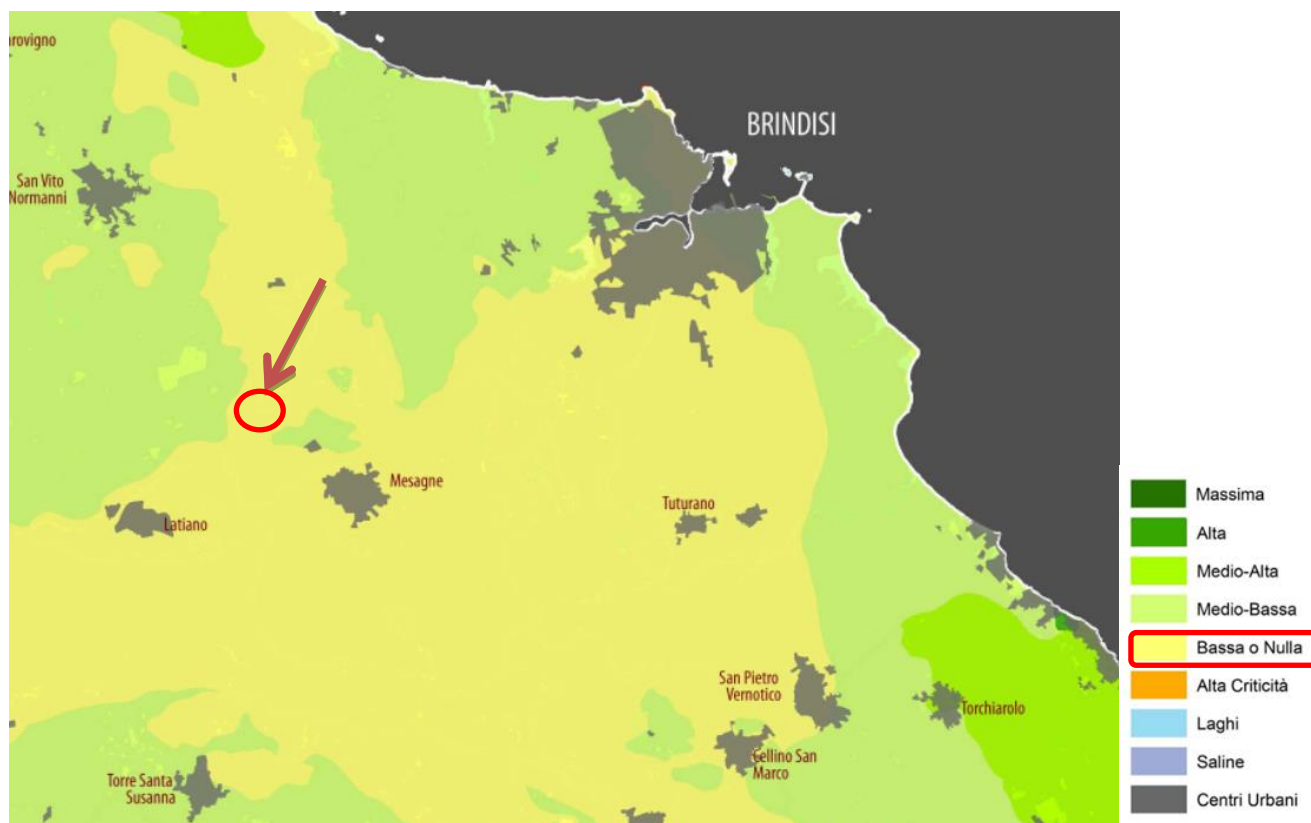 arovigno
BRINDISI
San Vito
Normanni
Mesagne
Latiano
Tuturano
San Pietro
Vernotico
Torchiarolo
Cellino San
Marco
Torre Santa
Susanna
Massima
Alta
Medio-Alta
Medio-Bassa
Bassa o Nulla
Alta Criticità
Laghi
Saline
Centri Urbani